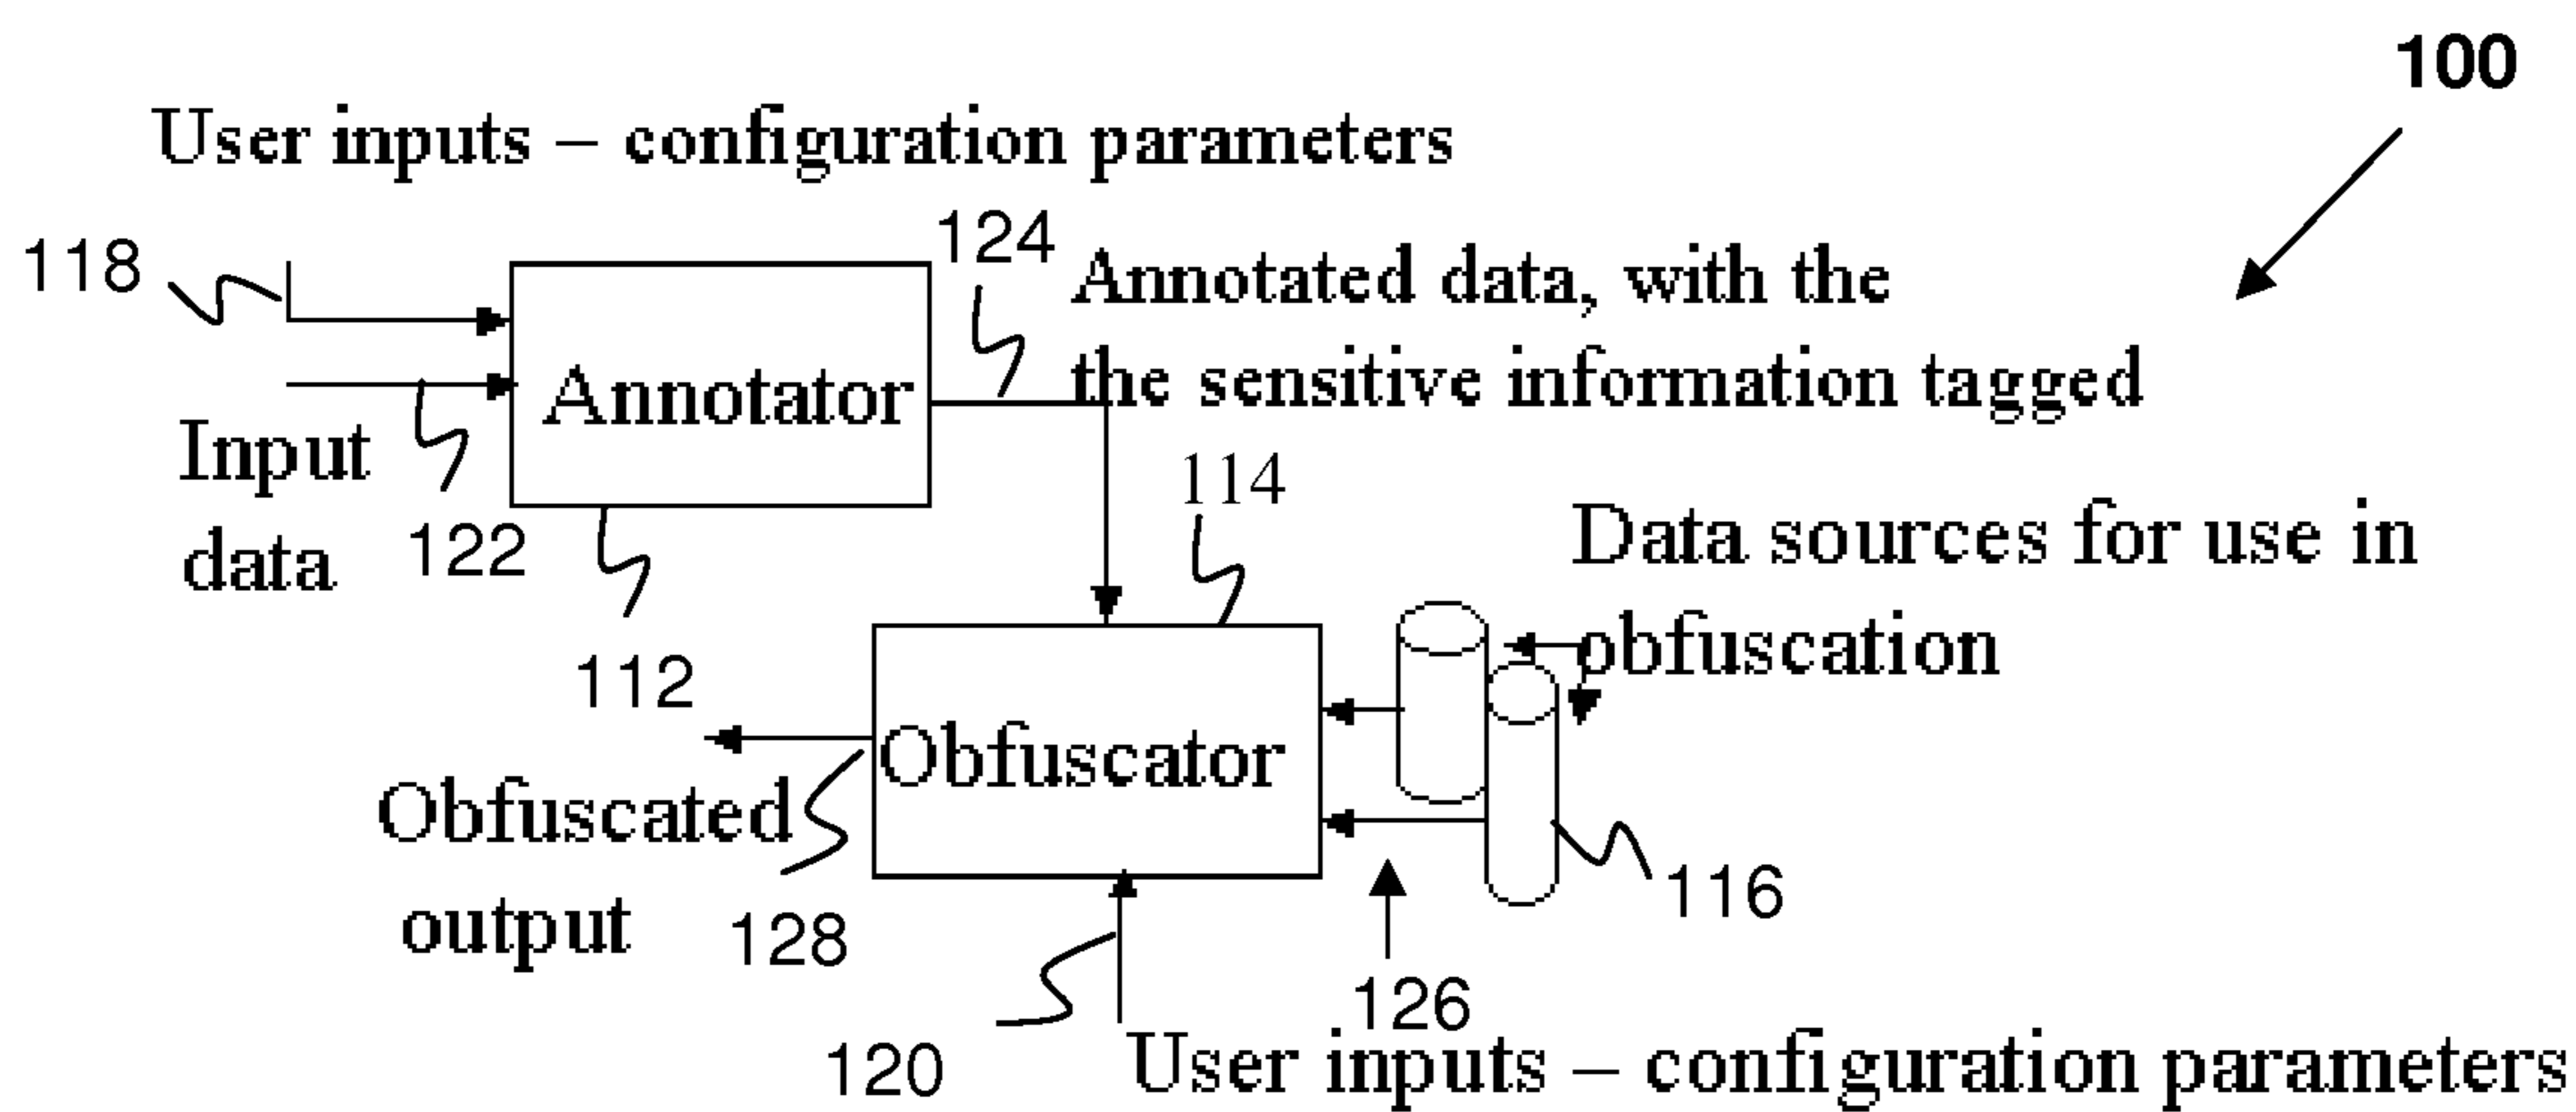 100
User inputs – configuration parameters
118
124
Annotated data, with the
the sensitive information tagged
Annotator
Input
data
122
114
112
Data sources for use in
obfuscation
Obfuscator
Obfuscated
output
128
116
126
120
User inputs – configuration parameters